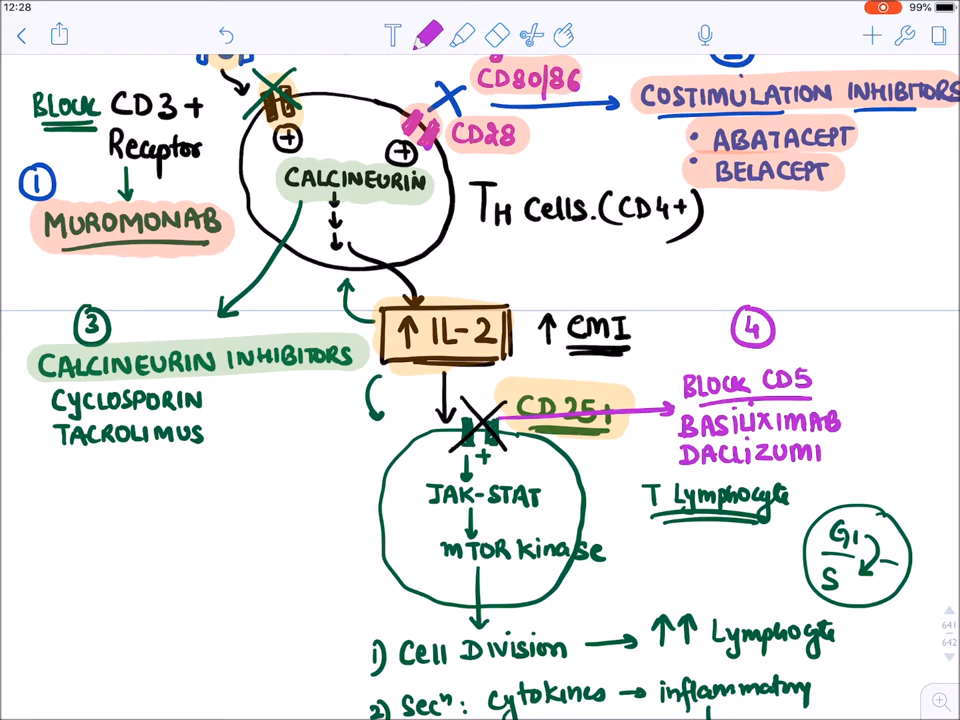 12:28
99%
T
CD80/86
BLOCK CD3+
Receptor
1
MUROMONAB
+
+
CD28
CALCINEURIN
COSTIMULATION INHIBITORS
• ABATACEPT
• BELACEPT
TH Cells. (CD4+)
3
CALCINEURIN INHIBITORS
CYCLOSPORIN
TACROLIMUS
↑ IL-2
↑ CMI
4
CD25+
BLOCK CD5
BASILIXIMAB
DACLIZUMI
+
JAK-STAT
mTOR kinase
T Lymphocyte
G1
S
1) Cell Division → ↑↑ Lymphocyte
2) Secⁿ: Cytokines → inflammatory
641
642